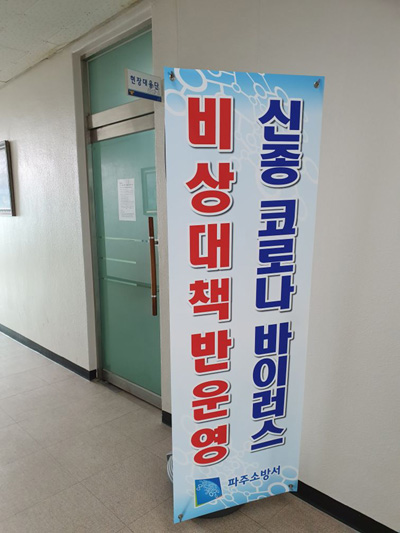 현장대응단
신종 코로나 바이러스
비상대책반운영
파주소방서